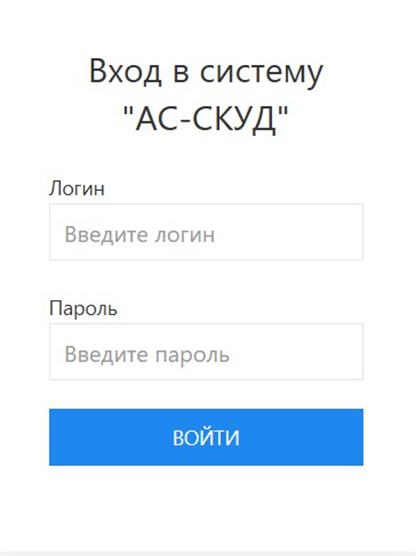 Вход в систему
"АС-СКУД"
Логин
Введите логин
Пароль
Введите пароль
ВОЙТИ